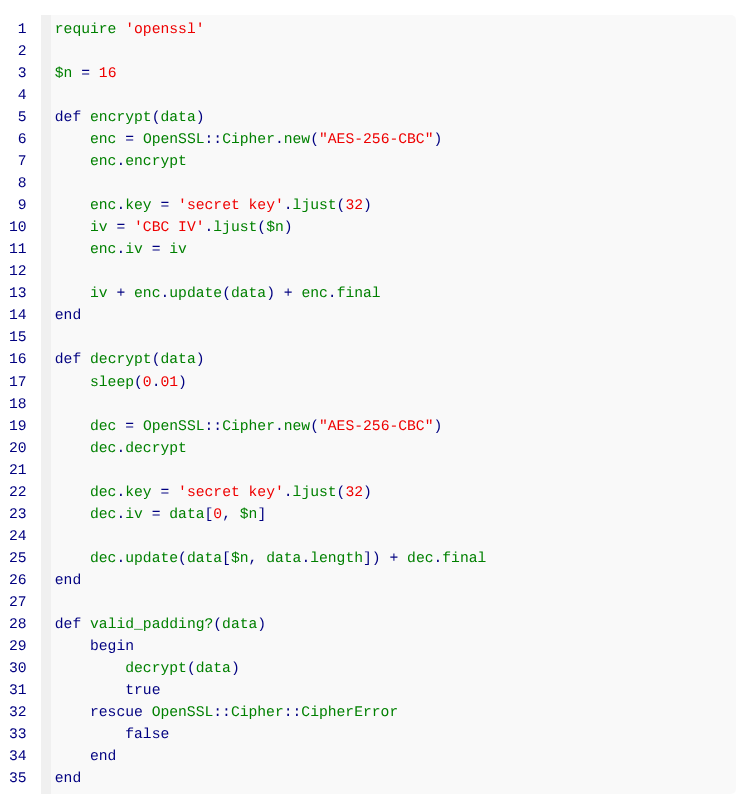 1 require 'openssl'
2
3 $n = 16
4
5 def encrypt(data)
6     enc = OpenSSL::Cipher.new("AES-256-CBC")
7     enc.encrypt
8
9     enc.key = 'secret key'.ljust(32)
10     iv = 'CBC IV'.ljust($n)
11     enc.iv = iv
12
13     iv + enc.update(data) + enc.final
14 end
15
16 def decrypt(data)
17     sleep(0.01)
18
19     dec = OpenSSL::Cipher.new("AES-256-CBC")
20     dec.decrypt
21
22     dec.key = 'secret key'.ljust(32)
23     dec.iv = data[0, $n]
24
25     dec.update(data[$n, data.length]) + dec.final
26 end
27
28 def valid_padding?(data)
29     begin
30         decrypt(data)
31         true
32     rescue OpenSSL::Cipher::CipherError
33         false
34     end
35 end